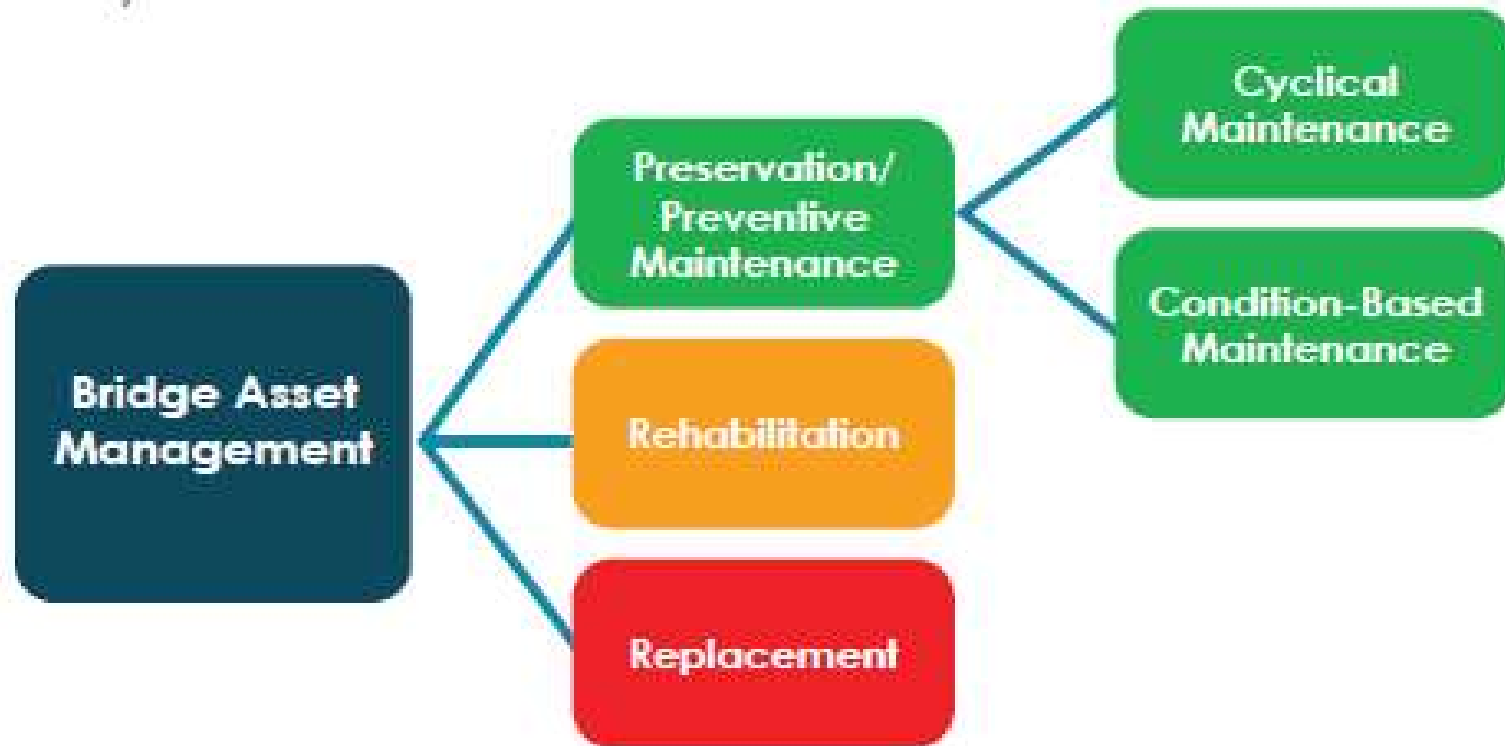 Bridge Asset
Management
Preservation/
Preventive
Maintenance
Rehabilitation
Replacement
Cyclical
Maintenance
Condition-Based
Maintenance